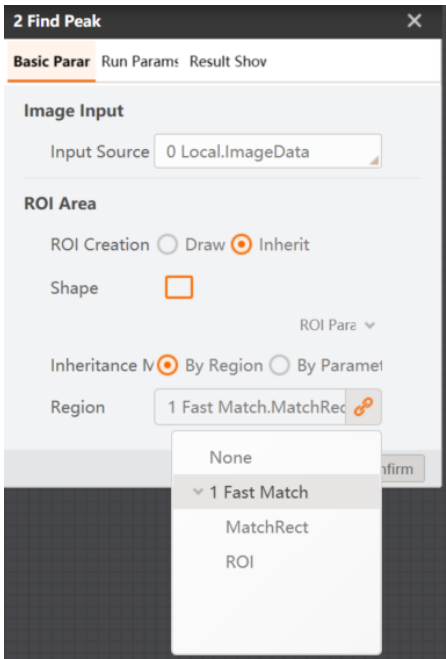 2 Find Peak
Basic Parar Run Params Result Shov
Image Input
Input Source 0 Local.ImageData
ROI Area
ROI Creation Draw Inherit
Shape
ROI Para
Inheritance M By Region By Paramet
Region 1 Fast Match.MatchRec
None
nfirm
1 Fast Match
MatchRect
ROI